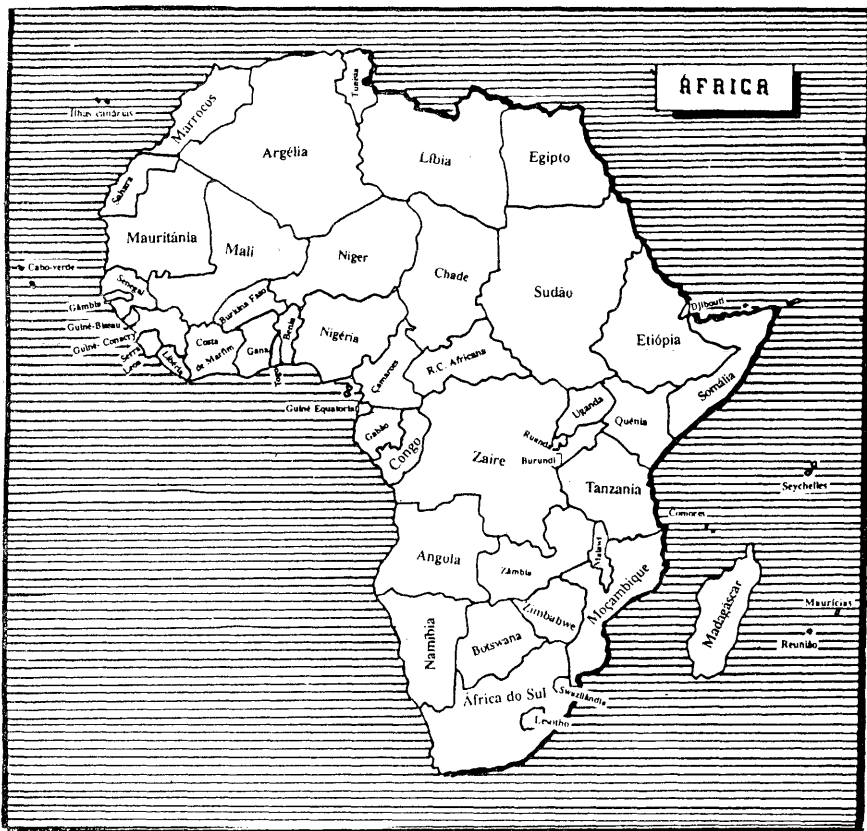 ÁFRICA
Tunísia
Ilhas canárias
Marrocos
Argélia
Líbia
Egipto
Sahara
Mauritánia
Mali
Niger
Chade
Sudão
Cabo-verde
Senegal
Gâmbia
Guiné-Bissau
Guiné-Conacry
Serra
Leoa
Libéria
Costa
de Marfim
Burkina Faso
Gana
Togo
Benin
Nigéria
Camarões
R.C. Africana
Djibouti
Etiópia
Somália
Guiné Equatorial
Gabão
Congo
Zaire
Uganda
Quénia
Ruanda
Burundi
Tanzania
Seychelles
Comores
Angola
Zâmbia
Malawi
Moçambique
Madagáscar
Maurícias
Reunião
Namíbia
Botswana
Zimbabwe
África do Sul
Swazilândia
Lesotho